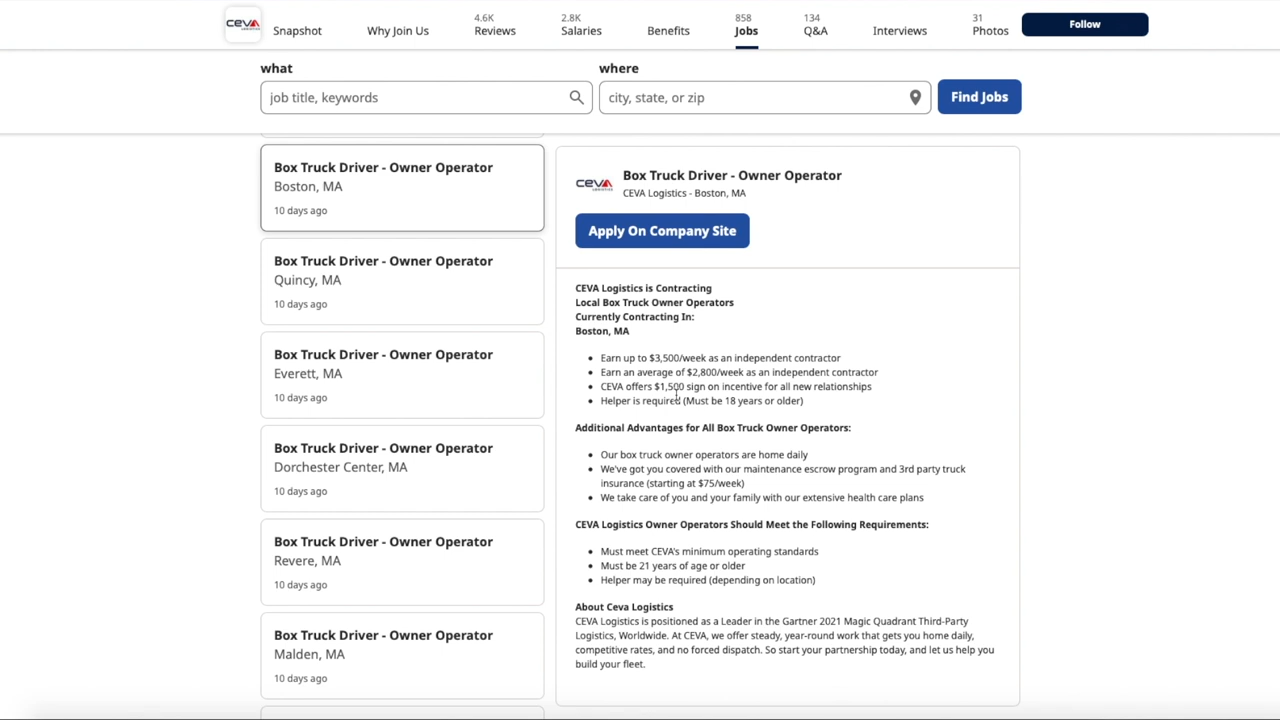 CEVA
Snapshot
Why Join Us
4.6K
Reviews
2.8K
Salaries
Benefits
858
Jobs
134
Q&A
Interviews
31
Photos
Follow
what
where
job title, keywords
city, state, or zip
Find Jobs
Box Truck Driver - Owner Operator
Boston, MA
10 days ago
Box Truck Driver - Owner Operator
Quincy, MA
10 days ago
Box Truck Driver - Owner Operator
Everett, MA
10 days ago
Box Truck Driver - Owner Operator
Dorchester Center, MA
10 days ago
Box Truck Driver - Owner Operator
Revere, MA
10 days ago
Box Truck Driver - Owner Operator
Malden, MA
10 days ago
CEVA
LOGISTICS
Box Truck Driver - Owner Operator
CEVA Logistics - Boston, MA
Apply On Company Site
CEVA Logistics is Contracting
Local Box Truck Owner Operators
Currently Contracting In:
Boston, MA
• Earn up to $3,500/week as an independent contractor
• Earn an average of $2,800/week as an independent contractor
• CEVA offers $1,500 sign on incentive for all new relationships
• Helper is required (Must be 18 years or older)
Additional Advantages for All Box Truck Owner Operators:
• Our box truck owner operators are home daily
• We've got you covered with our maintenance escrow program and 3rd party truck
insurance (starting at $75/week)
• We take care of you and your family with our extensive health care plans
CEVA Logistics Owner Operators Should Meet the Following Requirements:
• Must meet CEVA's minimum operating standards
• Must be 21 years of age or older
• Helper may be required (depending on location)
About Ceva Logistics
CEVA Logistics is positioned as a Leader in the Gartner 2021 Magic Quadrant Third-Party
Logistics, Worldwide. At CEVA, we offer steady, year-round work that gets you home daily,
competitive rates, and no forced dispatch. So start your partnership today, and let us help you
build your fleet.